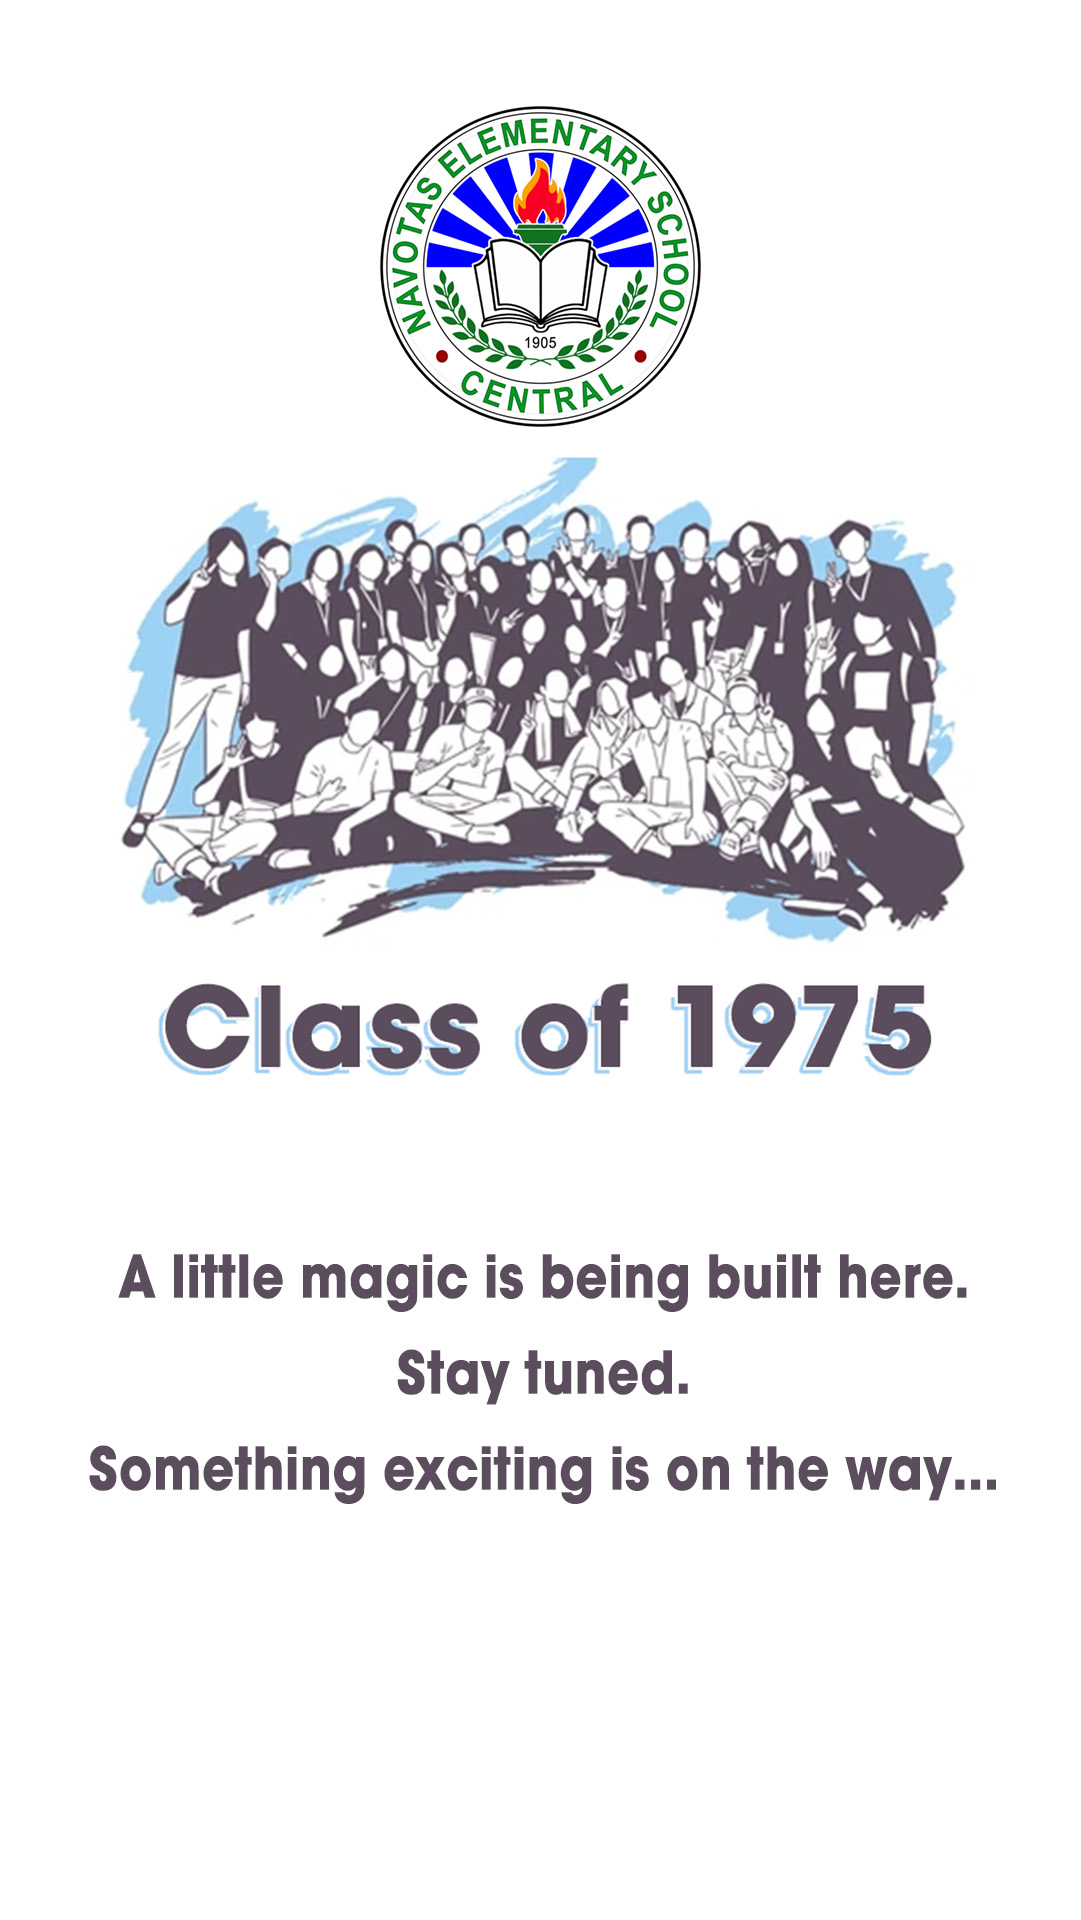 NAVOTAS ELEMENTARY SCHOOL
1905
CENTRAL
Class of 1975
A little magic is being built here.
Stay tuned.
Something exciting is on the way...